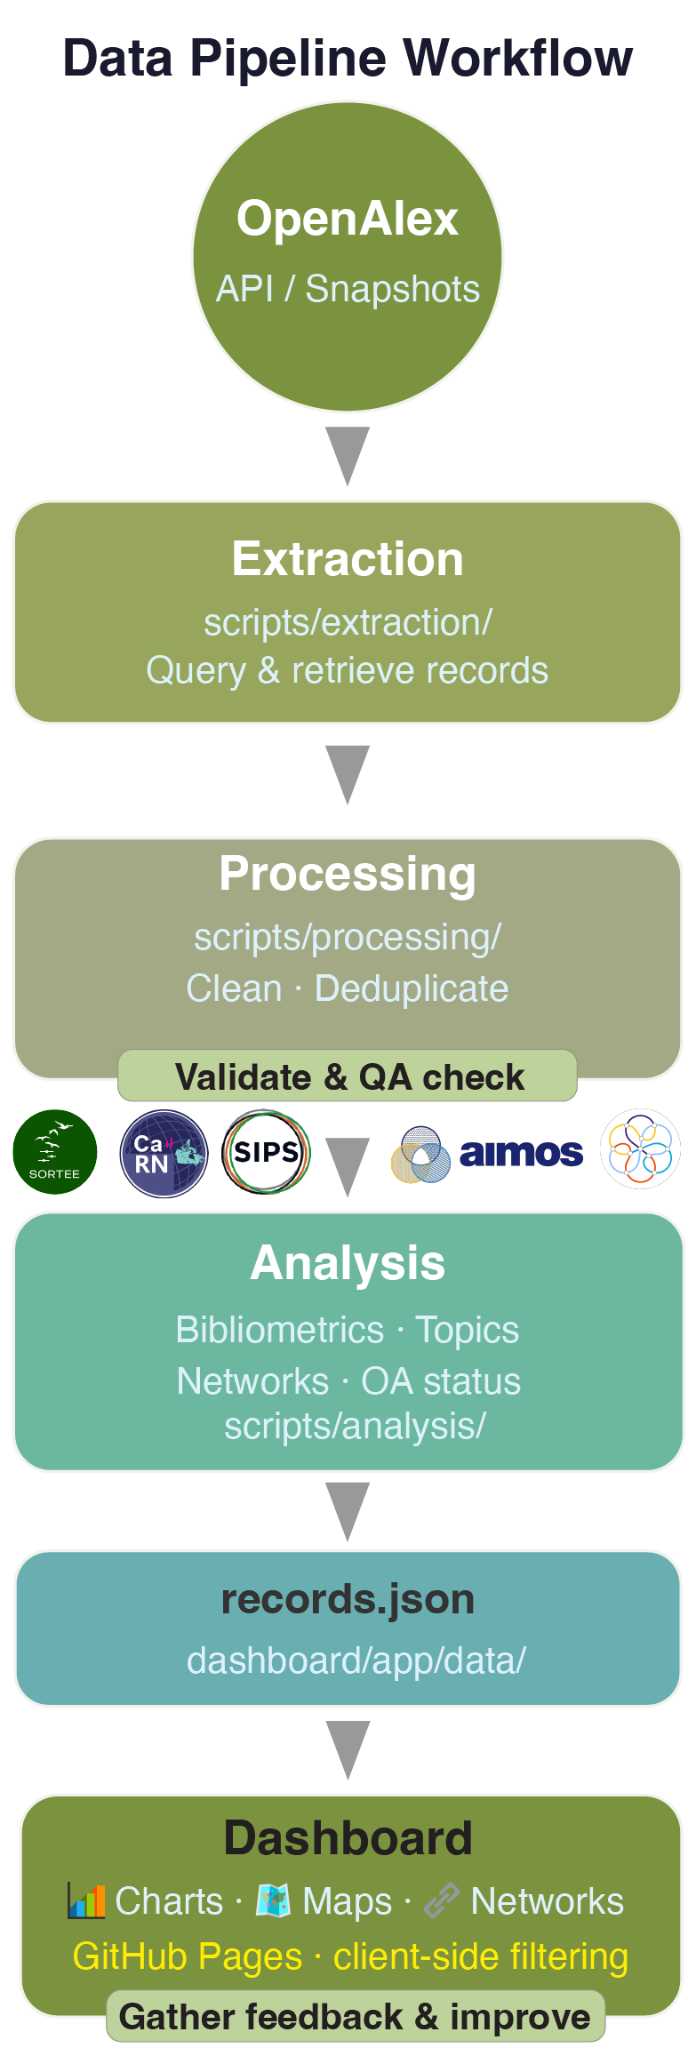 Data Pipeline Workflow
OpenAlex
API / Snapshots
Extraction
scripts/extraction/
Query & retrieve records
Processing
scripts/processing/
Clean · Deduplicate
Validate & QA check
SORTEE
Ca
RN
SIPS
aimos
Analysis
Bibliometrics · Topics
Networks · OA status
scripts/analysis/
records.json
dashboard/app/data/
Dashboard
Charts · Maps · Networks
GitHub Pages · client-side filtering
Gather feedback & improve